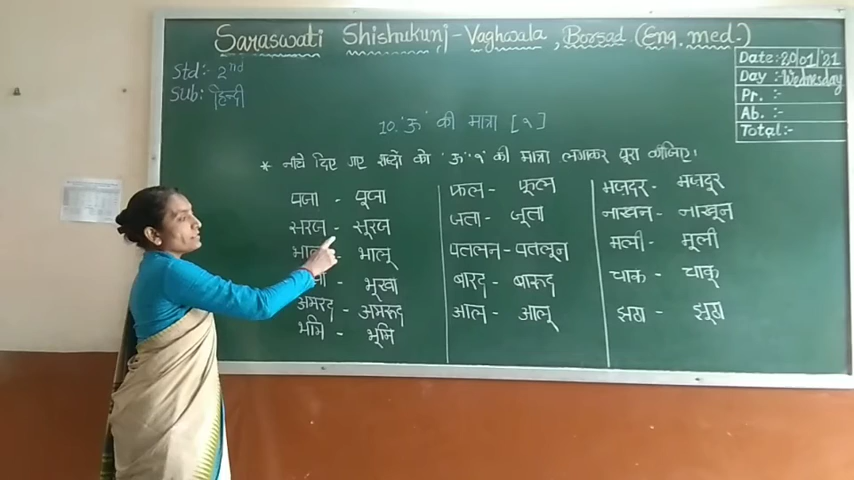 Saraswati Shishukunj - Vaghwala, Borsad (Eng. med.)
Std:- 2nd
Sub: हिन्दी
Date:- 20/01/'21
Day :- Wednesday
Pr. :-
Ab. :-
Total:-
10. 'ऊ' की मात्रा [ ू ]
* नीचे दिए गए शब्दों को 'ऊ' ू की मात्रा लगाकर पूरा कीजिए।
पजा - पूजा
सरज - सूरज
भाल - भालू
खा - भूखा
अमरद - अमरूद
भमि - भूमि
फल - फूल
जता - जूता
पतलन - पतलून
बारद - बारूद
आल - आलू
मजदर - मजदूर
नाखन - नाखून
मली - मूली
चाक - चाकू